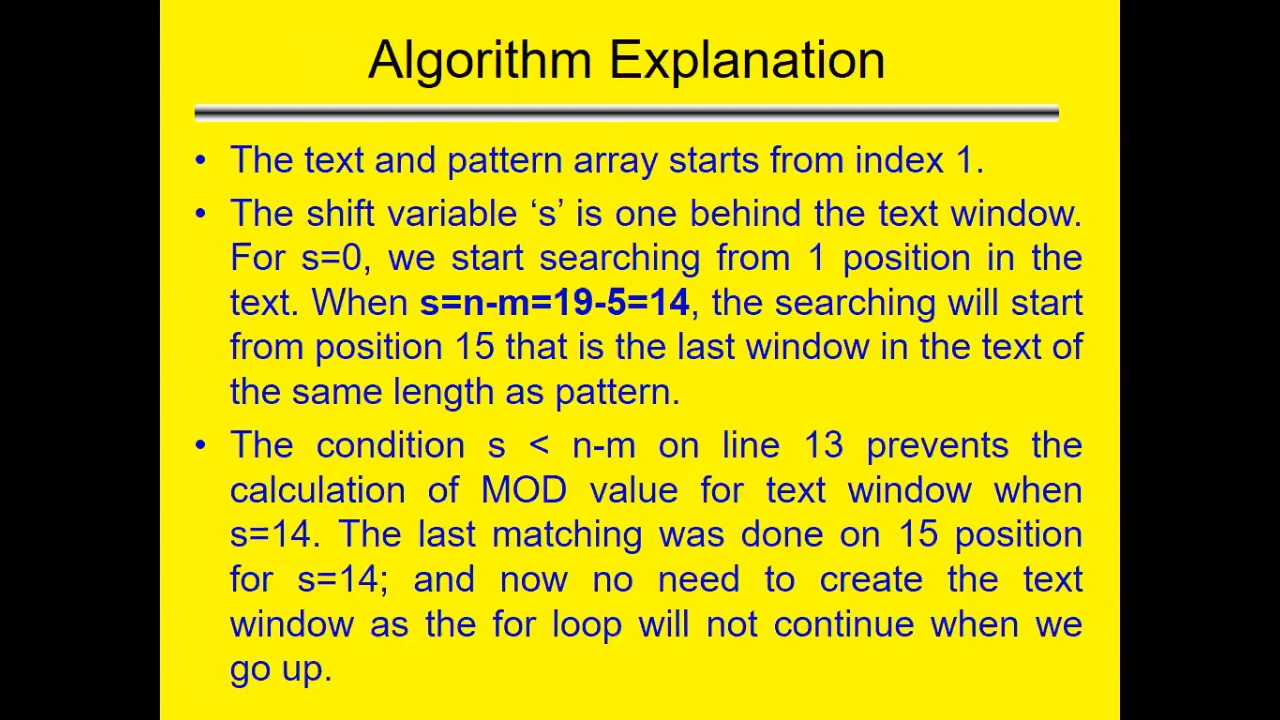 Algorithm Explanation
• The text and pattern array starts from index 1.
• The shift variable ‘s’ is one behind the text window.
For s=0, we start searching from 1 position in the
text. When s=n-m=19-5=14, the searching will start
from position 15 that is the last window in the text of
the same length as pattern.
• The condition s < n-m on line 13 prevents the
calculation of MOD value for text window when
s=14. The last matching was done on 15 position
for s=14; and now no need to create the text
window as the for loop will not continue when we
go up.